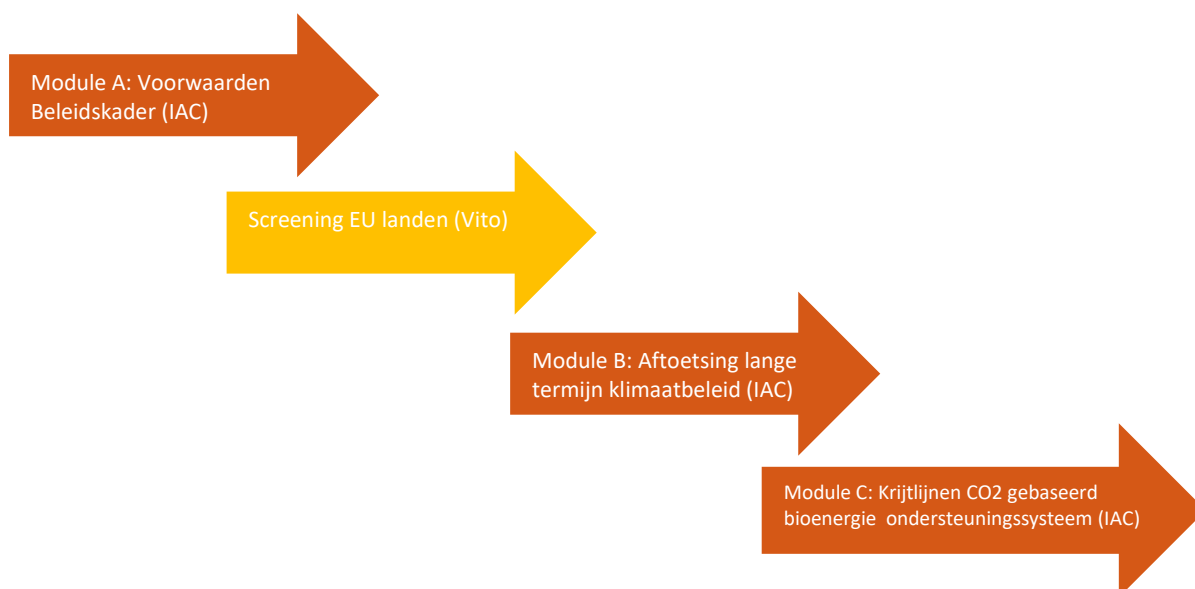 Module A: Voorwaarden
Beleidskader (IAC)
Screening EU landen (Vito)
Module B: Aftoetsing lange
termijn klimaatbeleid (IAC)
Module C: Krijtlijnen CO2 gebaseerd
bioenergie  ondersteuningssysteem (IAC)